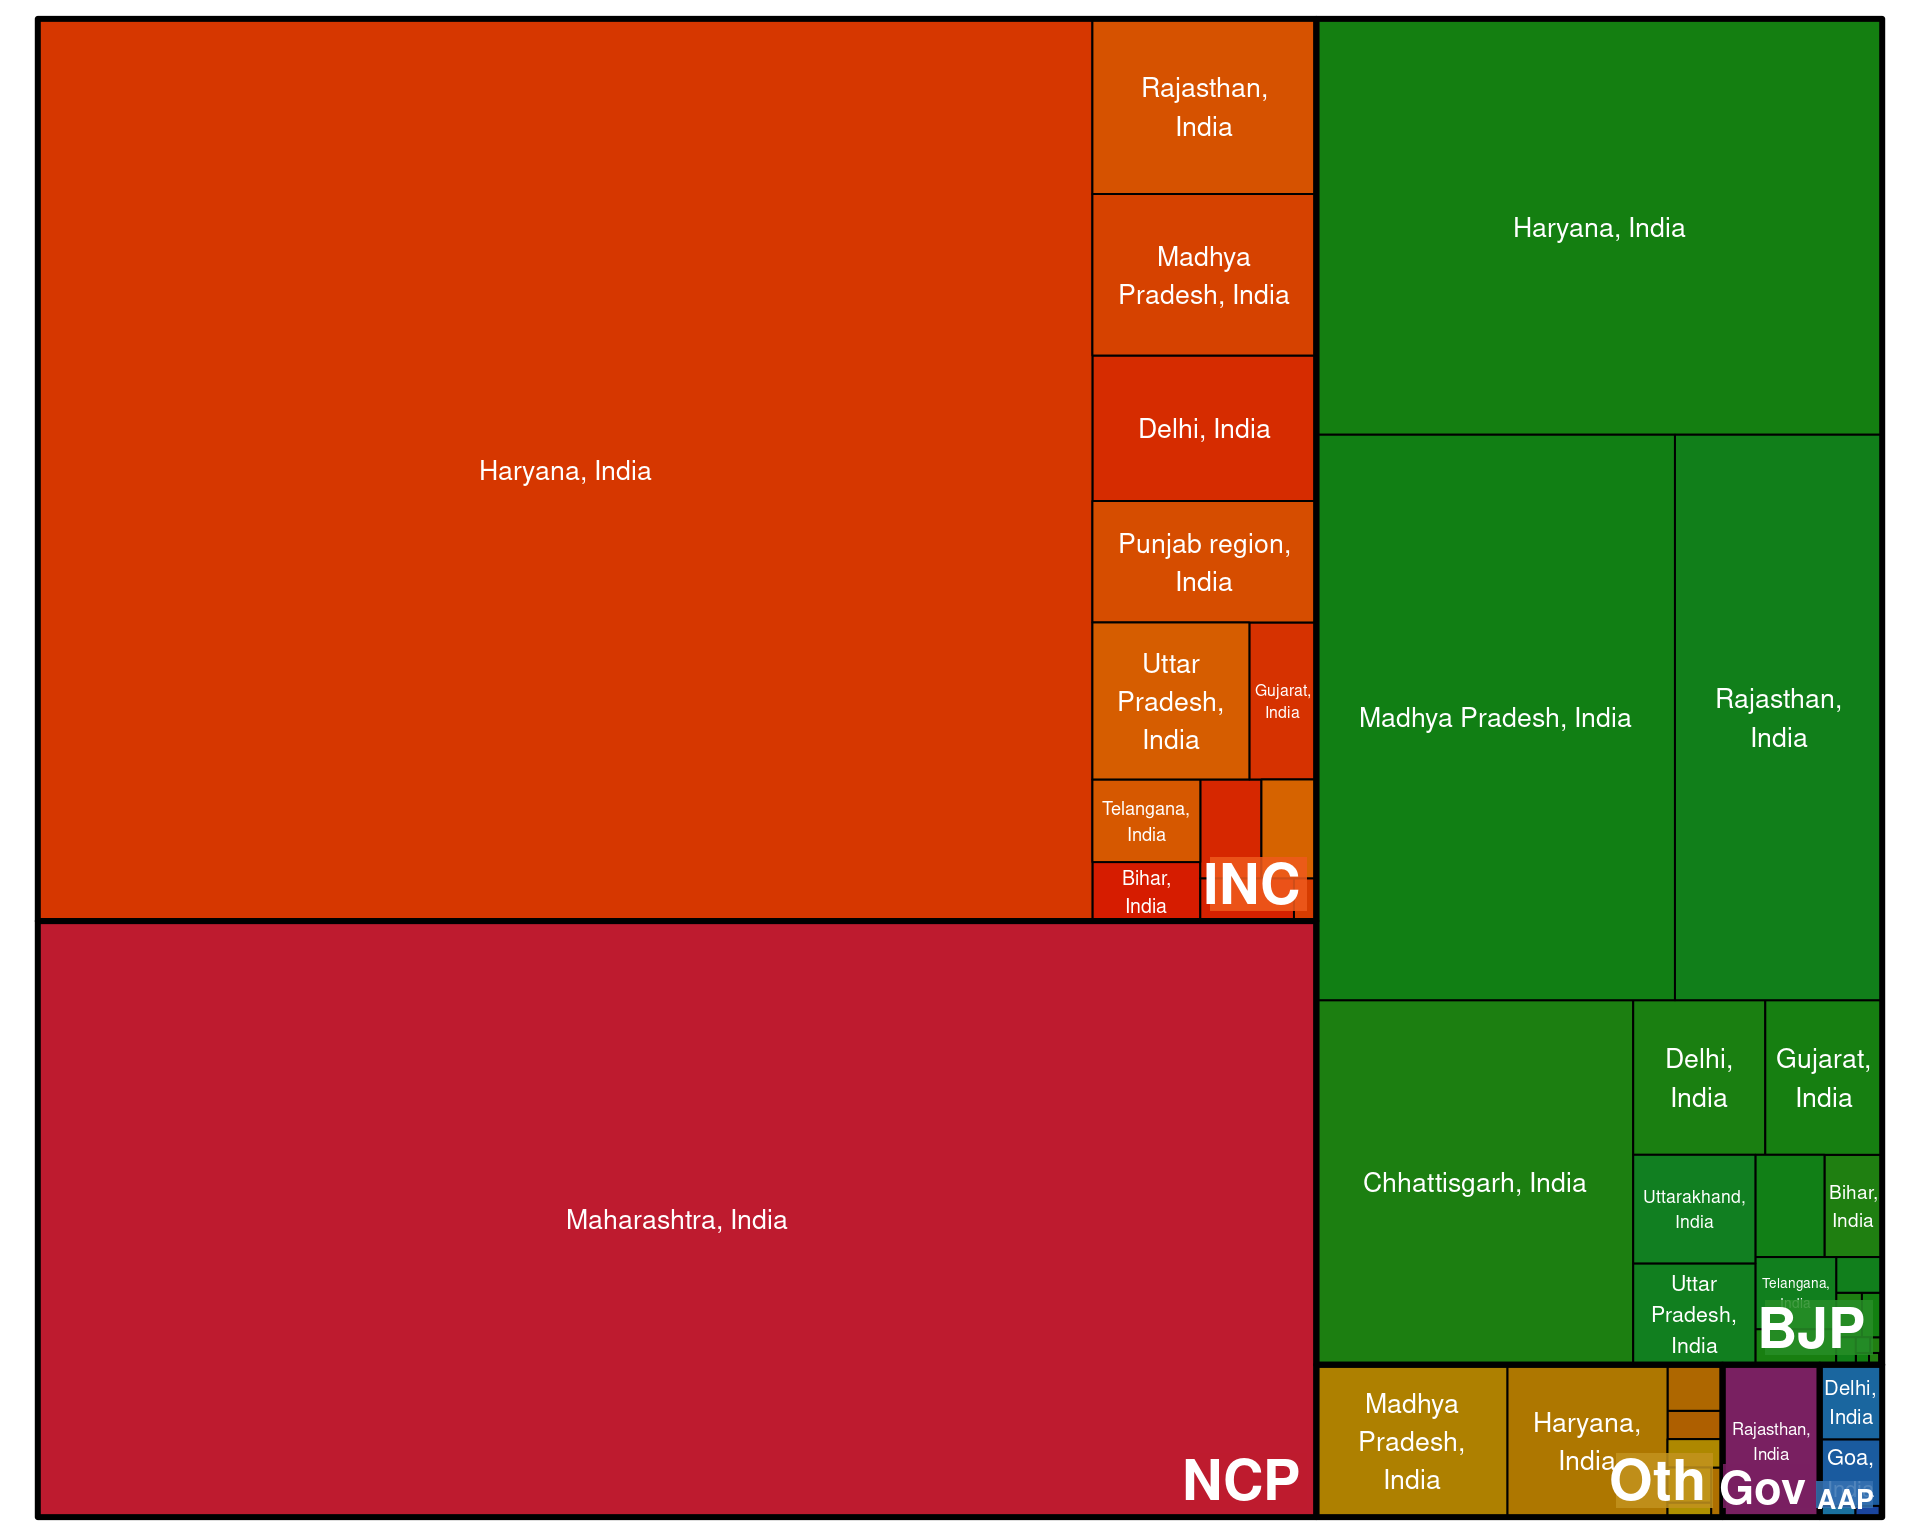 Haryana, India
Rajasthan,
India
Madhya
Pradesh, India
Delhi, India
Punjab region,
India
Uttar
Pradesh,
India
Gujarat,
India
Telangana,
India
Bihar,
India
INC
Maharashtra, India
NCP
Haryana, India
Madhya Pradesh, India
Rajasthan,
India
Chhattisgarh, India
Delhi,
India
Gujarat,
India
Uttarakhand,
India
Bihar,
India
Uttar
Pradesh,
India
Telangana,
India
BJP
Madhya
Pradesh,
India
Haryana,
India
Oth
Rajasthan,
India
Gov
Delhi,
India
Goa,
India
AAP